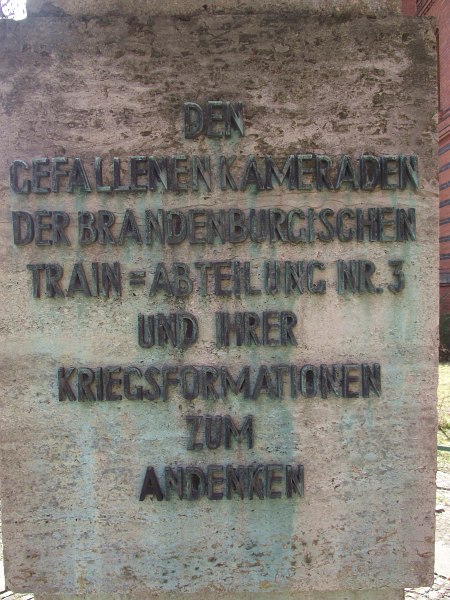 DEN
GEFALLENEN KAMERADEN
DER BRANDENBURGISCHEN
TRAIN=ABTEILUNG NR.3
UND IHRER
KRIEGSFORMATIONEN
ZUM
ANDENKEN